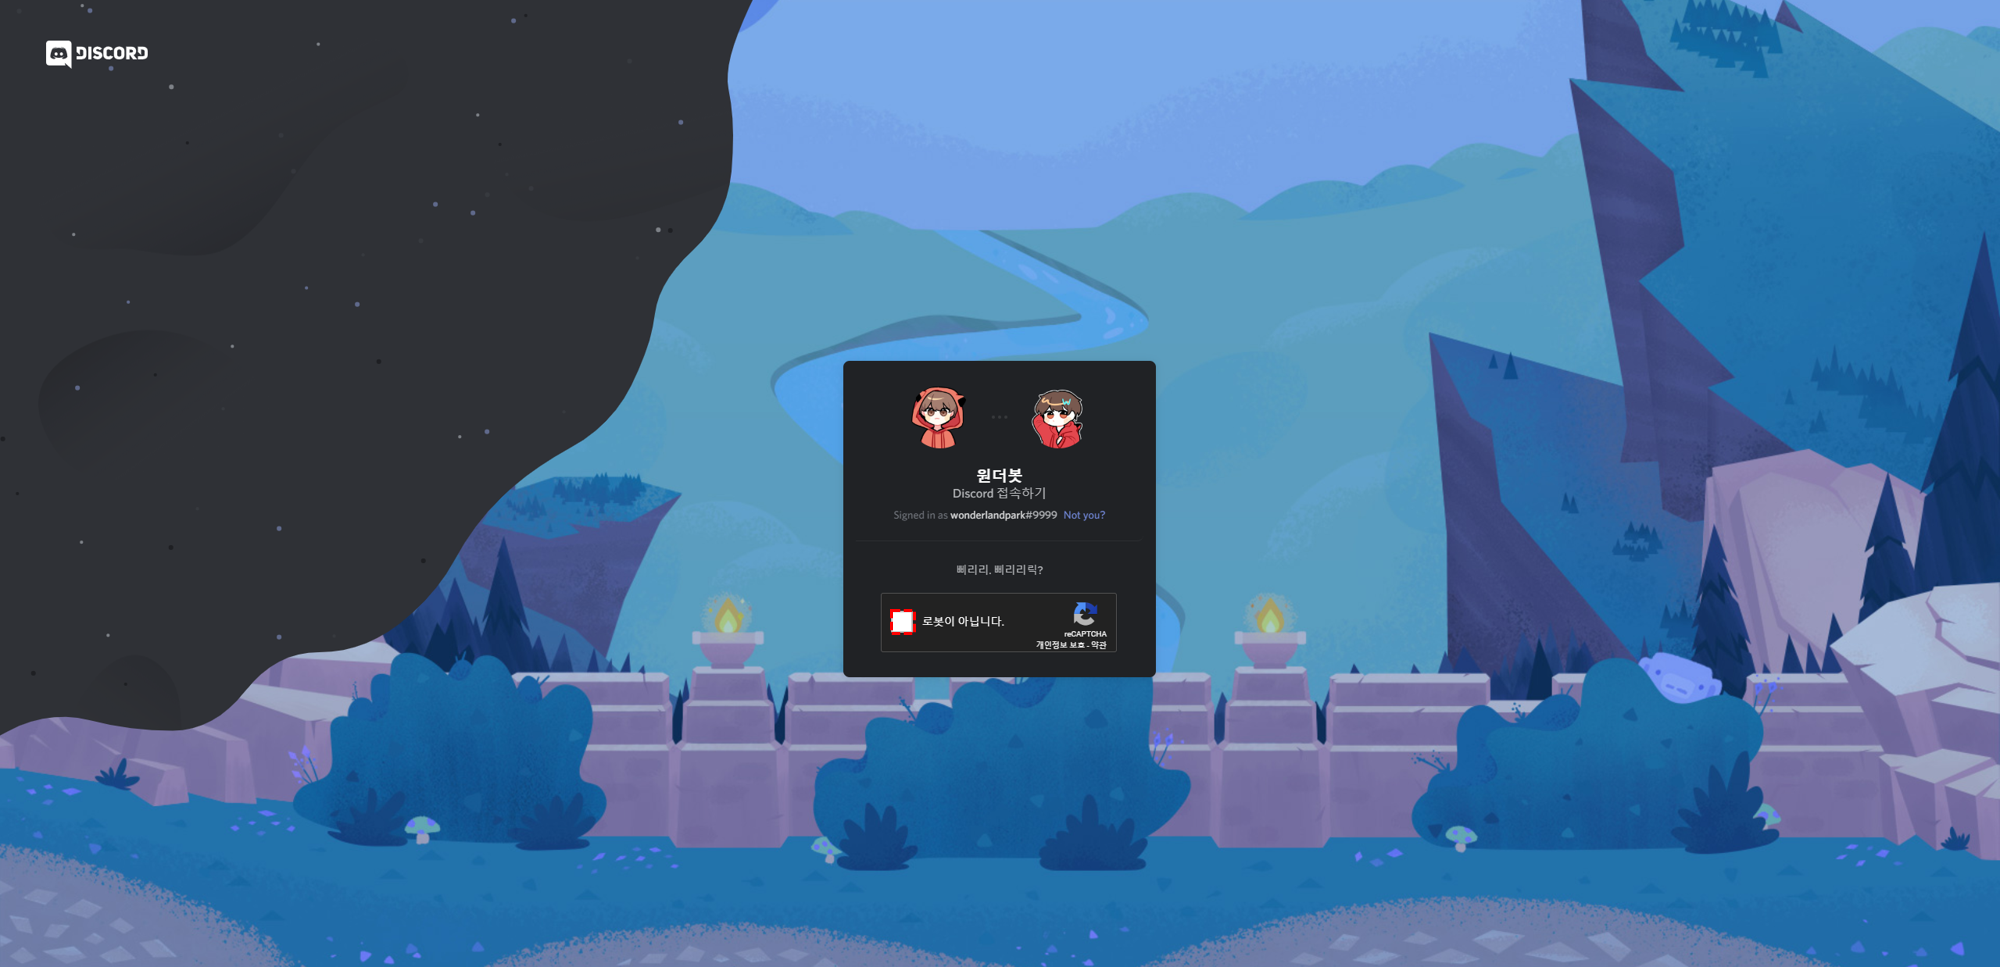 DISCORD
원더봇
Discord 접속하기
Signed in as wonderlandpark#9999 Not you?
삐리리. 삐리리릭?
로봇이 아닙니다.
reCAPTCHA
개인정보 보호 - 약관